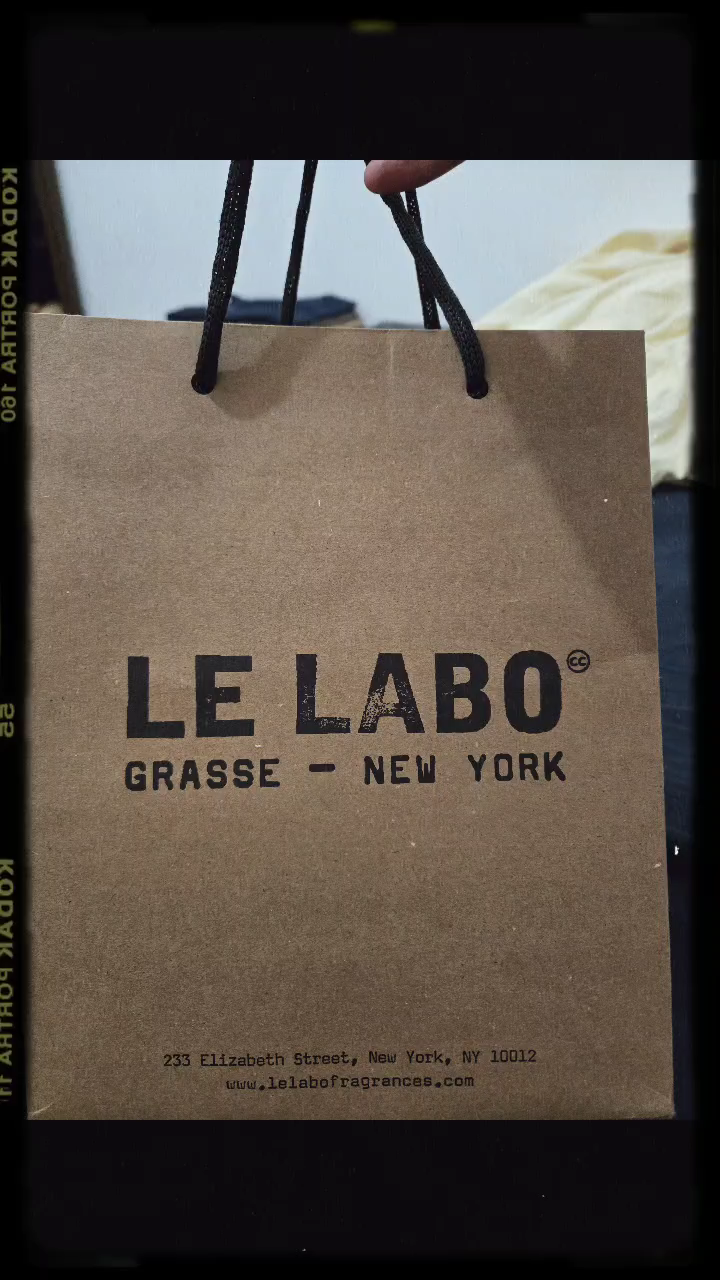 LE LABO
cc
GRASSE — NEW YORK
233 Elizabeth Street, New York, NY 10012
www.lelabofragrances.com
KODAK PORTRA 160
KODAK PORTRA